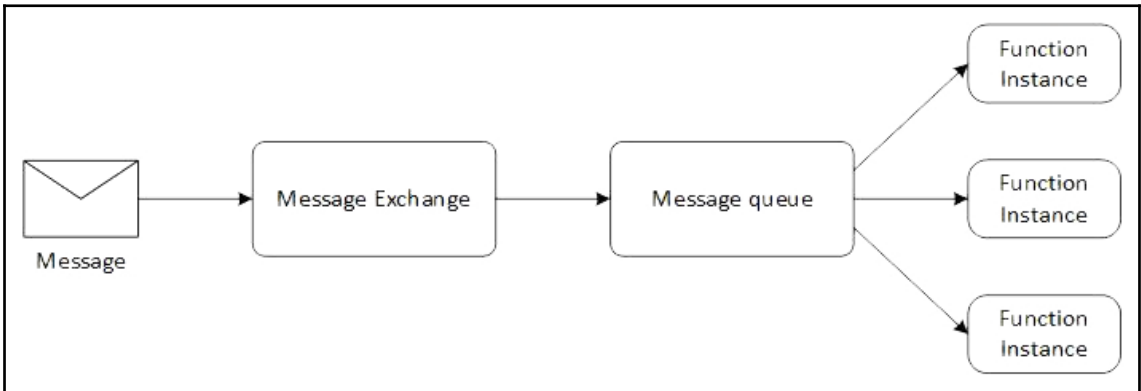 Message
Message Exchange
Message queue
Function
Instance
Function
Instance
Function
Instance